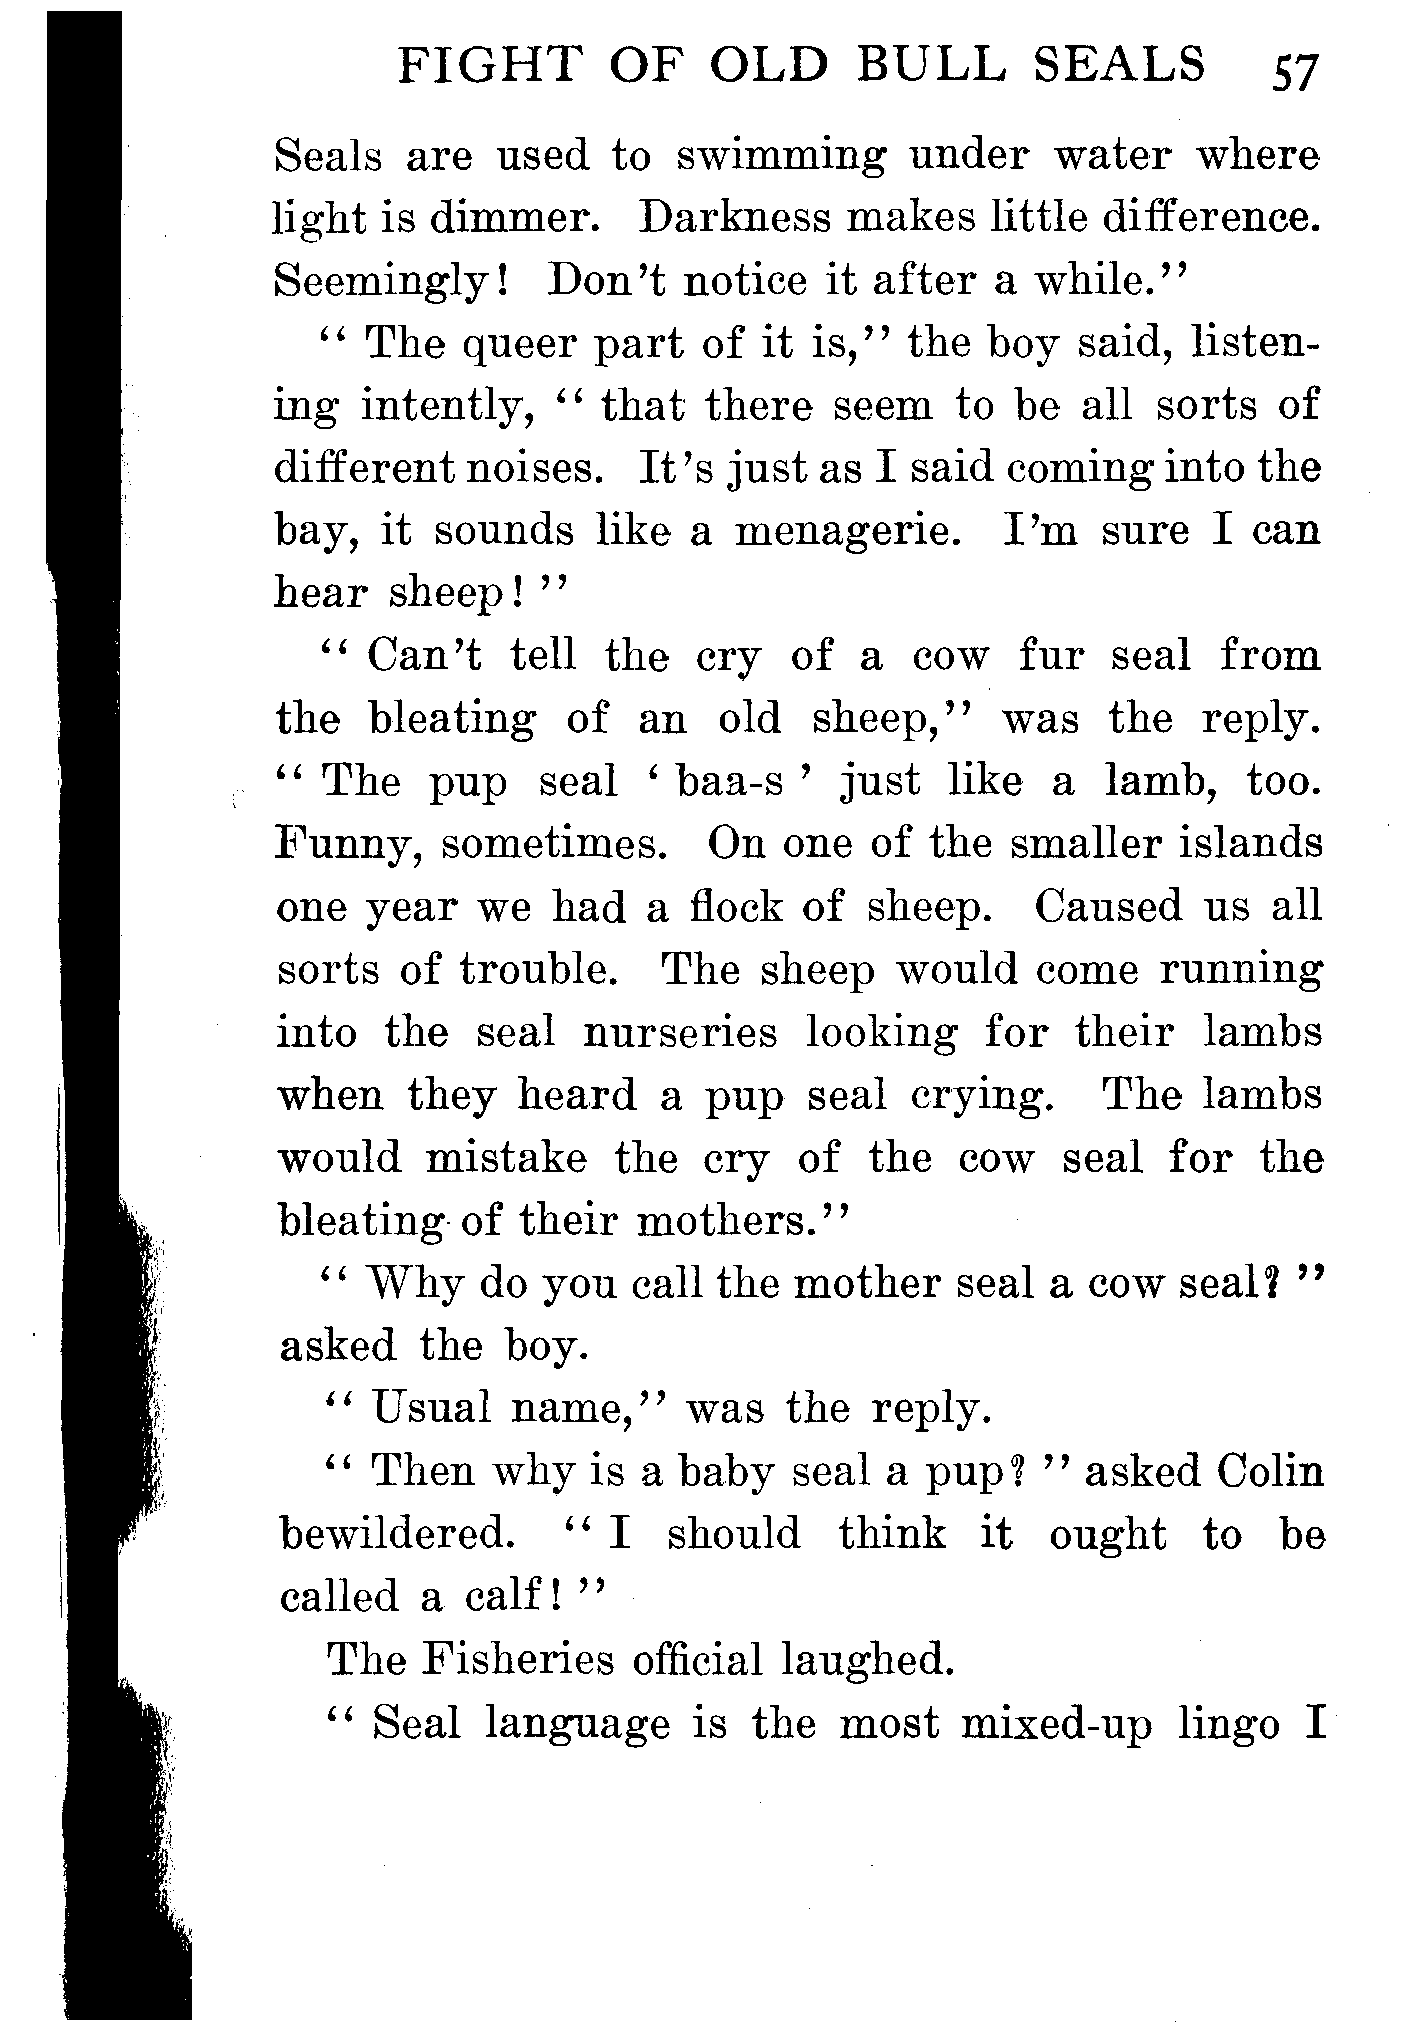 FIGHT OF OLD BULL SEALS 57
Seals are used to swimming under water where
light is dimmer. Darkness makes little difference.
Seemingly! Don't notice it after a while."
" The queer part of it is," the boy said, listen-
ing intently, " that there seem to be all sorts of
different noises. It's just as I said coming into the
bay, it sounds like a menagerie. I'm sure I can
hear sheep! "
" Can't tell the cry of a cow fur seal from
the bleating of an old sheep," was the reply.
" The pup seal ' baa-s ' just like a lamb, too.
Funny, sometimes. On one of the smaller islands
one year we had a flock of sheep. Caused us all
sorts of trouble. The sheep would come running
into the seal nurseries looking for their lambs
when they heard a pup seal crying. The lambs
would mistake the cry of the cow seal for the
bleating of their mothers."
" Why do you call the mother seal a cow seal? "
asked the boy.
" Usual name," was the reply.
" Then why is a baby seal a pup? " asked Colin
bewildered. " I should think it ought to be
called a calf! "
The Fisheries official laughed.
" Seal language is the most mixed-up lingo I